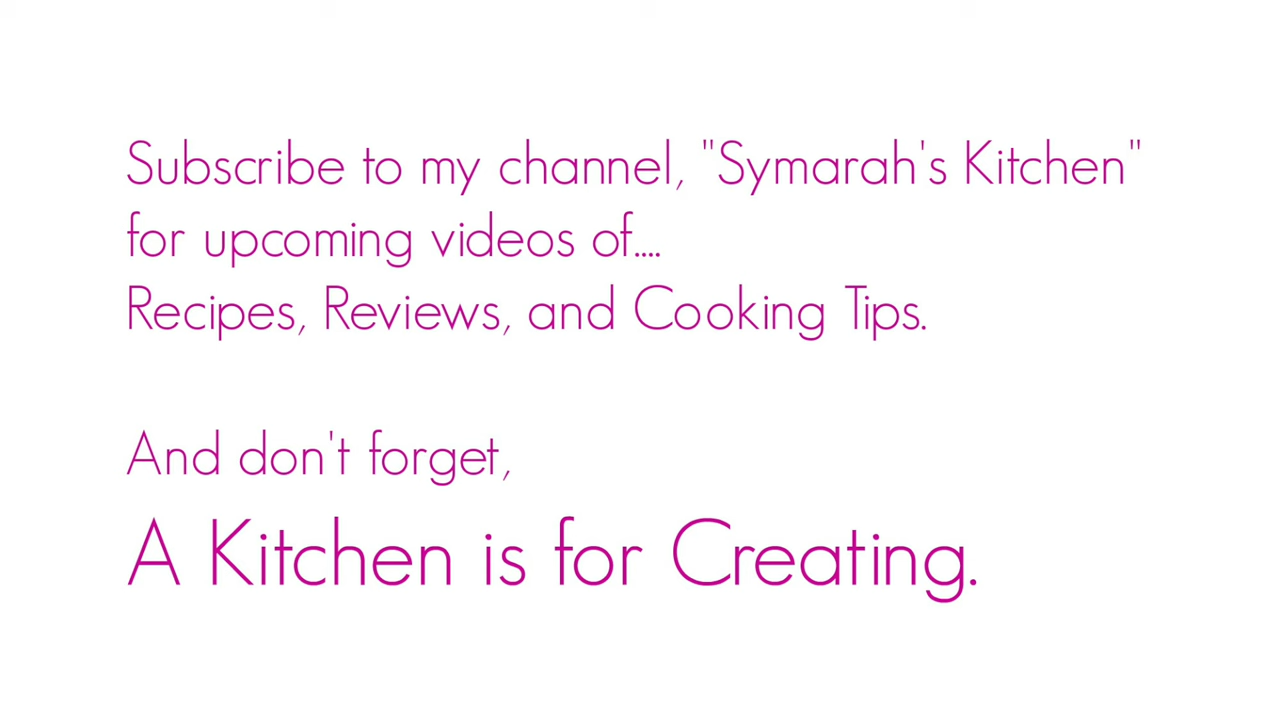 Subscribe to my channel, "Symarah's Kitchen"
for upcoming videos of....
Recipes, Reviews, and Cooking Tips.
And don't forget,
A Kitchen is for Creating.